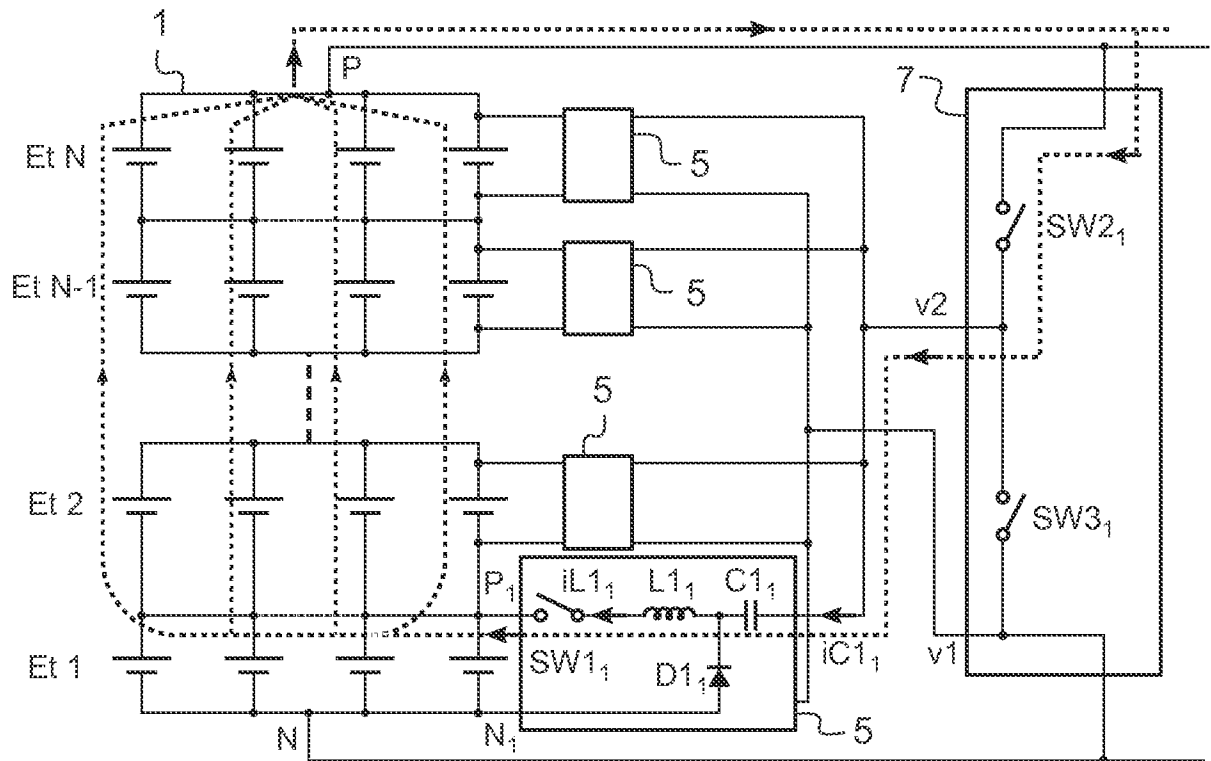 1
P
7
Et N
5
SW2₁
Et N-1
5
v2
5
Et 2
SW3₁
P₁
iL1₁
L1₁
C1₁
SW1₁
iC1₁
v1
Et 1
D1₁
N
N₁
5